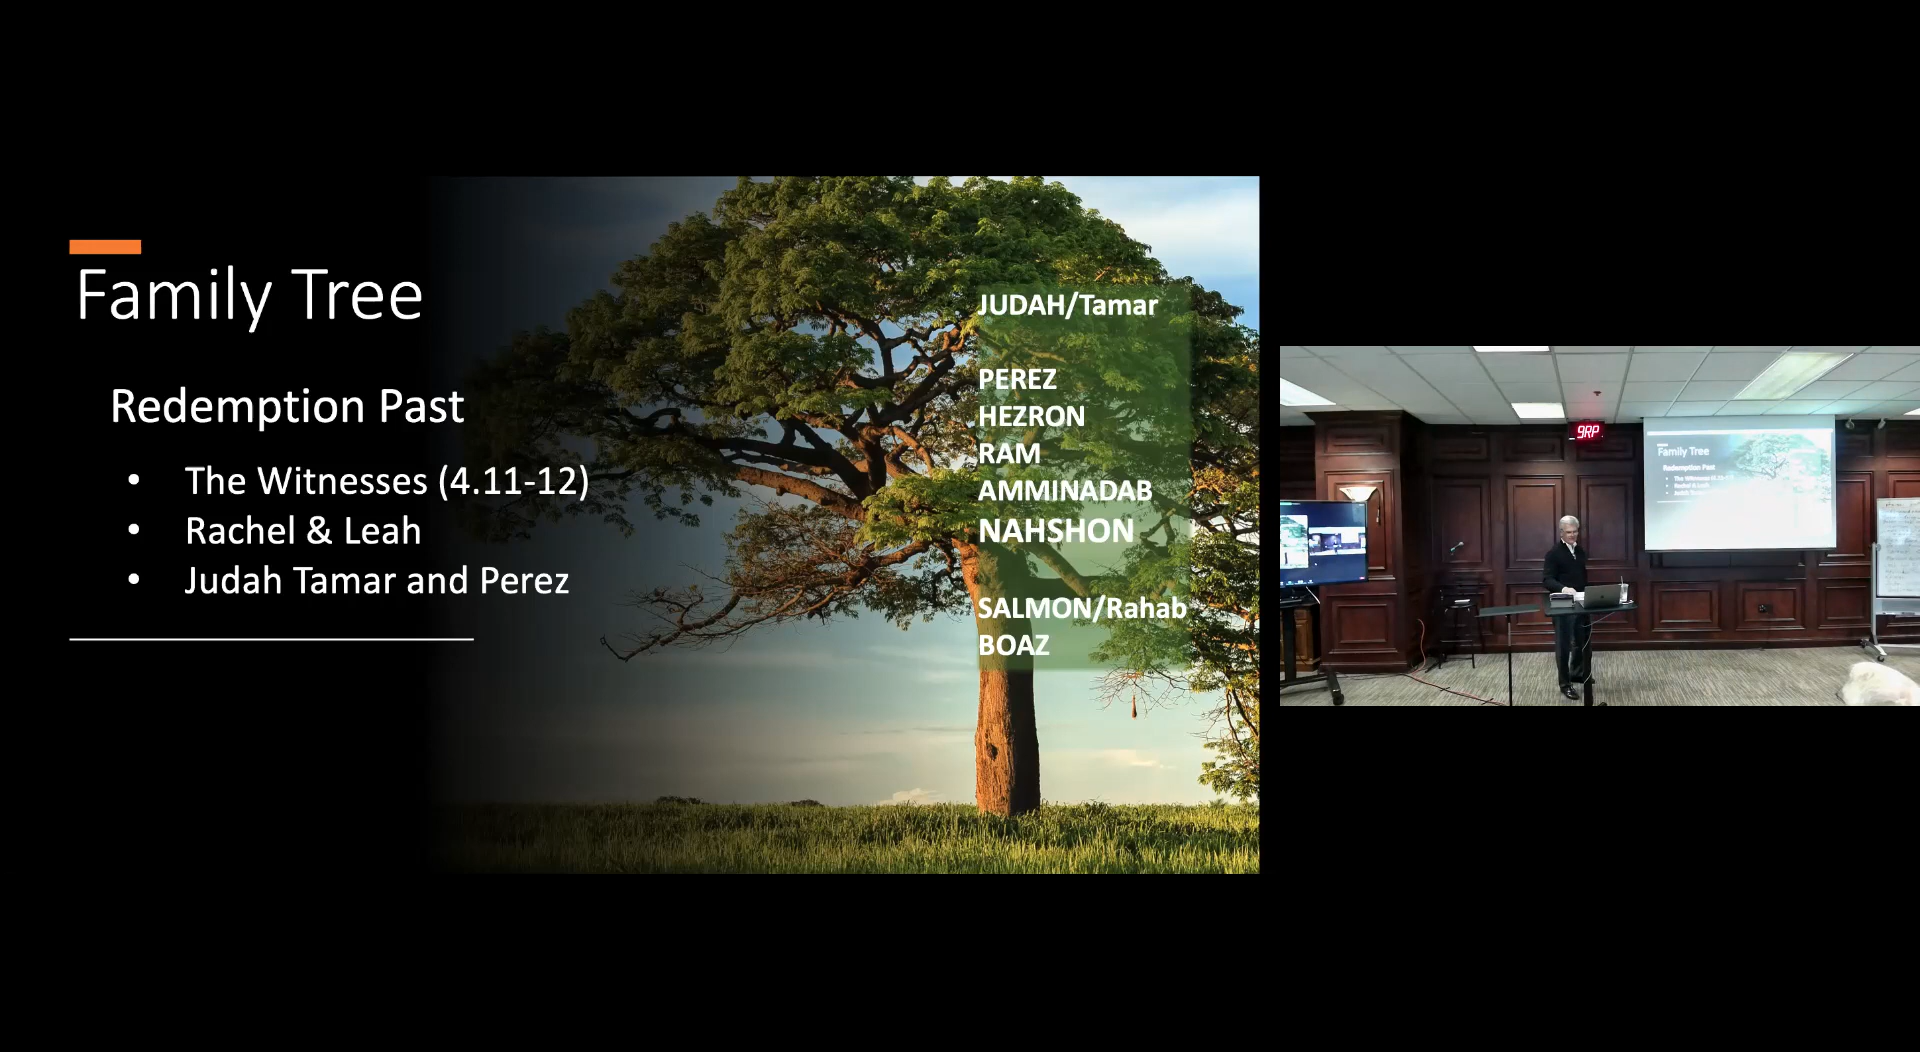 Family Tree
Redemption Past
• The Witnesses (4.11-12)
• Rachel & Leah
• Judah Tamar and Perez
JUDAH/Tamar
PEREZ
HEZRON
RAM
AMMINADAB
NAHSHON
SALMON/Rahab
BOAZ
9RP
Family Tree
Redemption Past